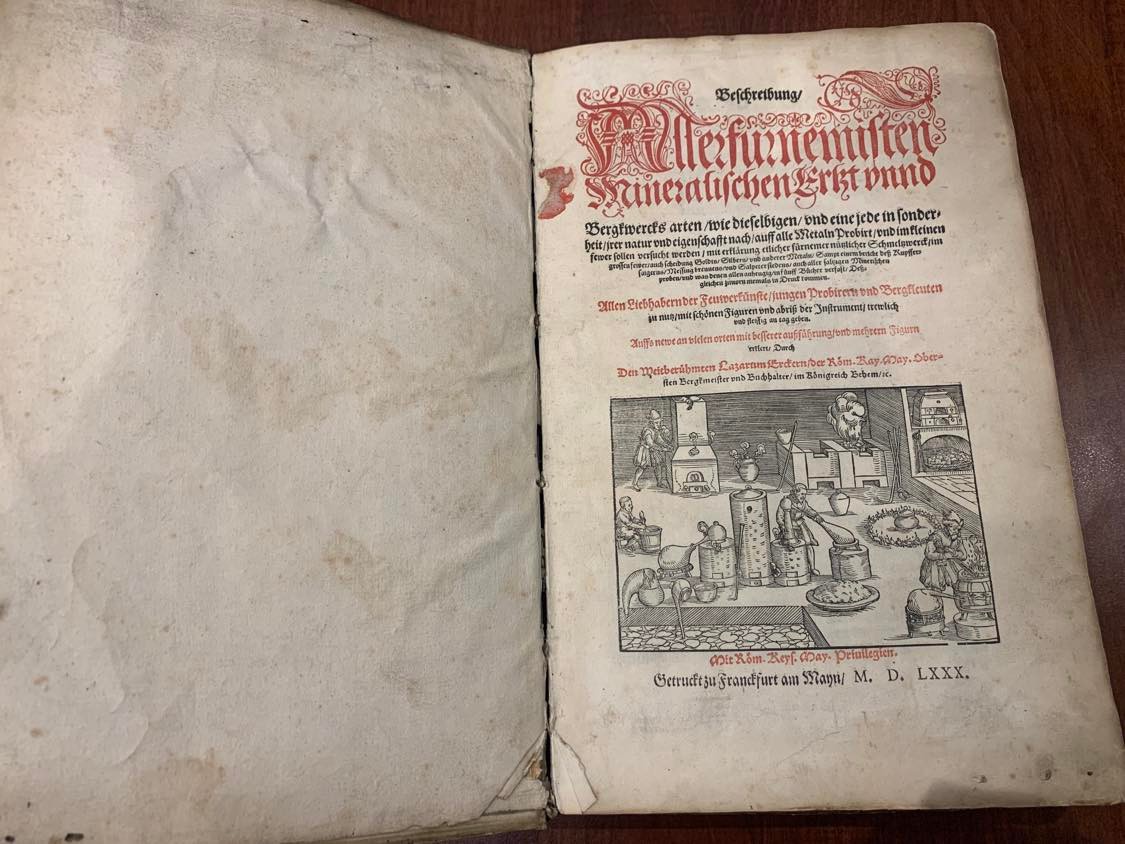 Beschreibung/
Allerfürnemisten
Mineralischen Ertzt vnnd
Bergkwercks arten/wie dieselbigen/vnd eine jede in sonder-
heit/jrer natur vnd eigenschafft nach/auff alle Metaln Probirt/vnd im kleinen
fewer sollen versucht werden/mit erklärung etlicher fürnemer nützlicher Schmeltzwerck/im
grossen fewer/auch scheidung Goldts/Silbers/vnd anderer Metaln/Sampt einem bericht deß Kupffer-
saigerns/Messing brennens/vnd Salpeter siedens/auch aller saltzigen Minerischen
proben/vnd was denen allen anhengig/in fünff Bücher verfast/Deß-
gleichen zuuorn niemals in Druck kommen.
Allen Liebhabern der Feuwerkünste/jungen Probirern vnd Bergkleuten
zu nutz/mit schönen Figuren vnd abriß der Instrument/trewlich
vnd fleissig an tag geben.
Auffs newe an vielen orten mit besserer außführung/vnd mehrern Figurn
erklert/Durch
Den Weitberühmten Lazarum Erckern/der Röm. Kay. May. Ober-
sten Bergkmeister vnd Buchhalter/im Königreich Behem/ꝛc.
Mit Röm. Keys. May. Priuilegien.
Getruckt zu Franckfurt am Mayn/ M. D. LXXX.